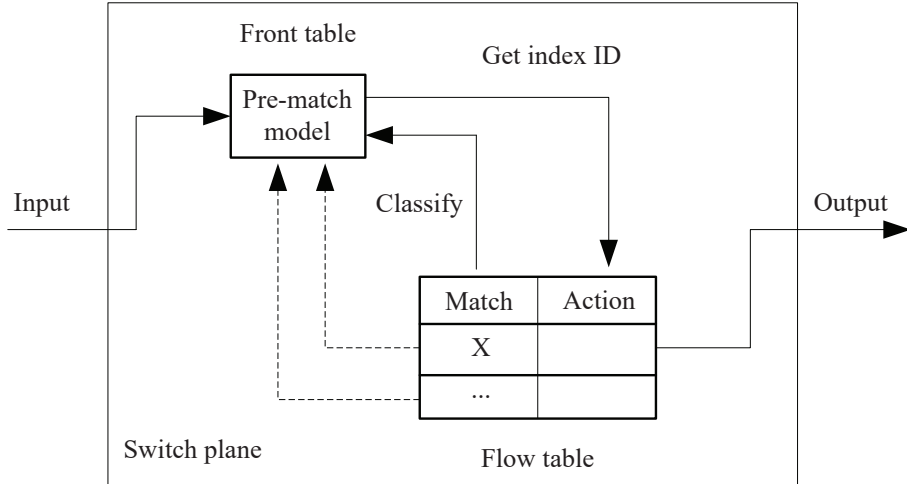 Front table
Get index ID
Pre-match
model
Input
Classify
Output
Match Action
X
...
Switch plane
Flow table